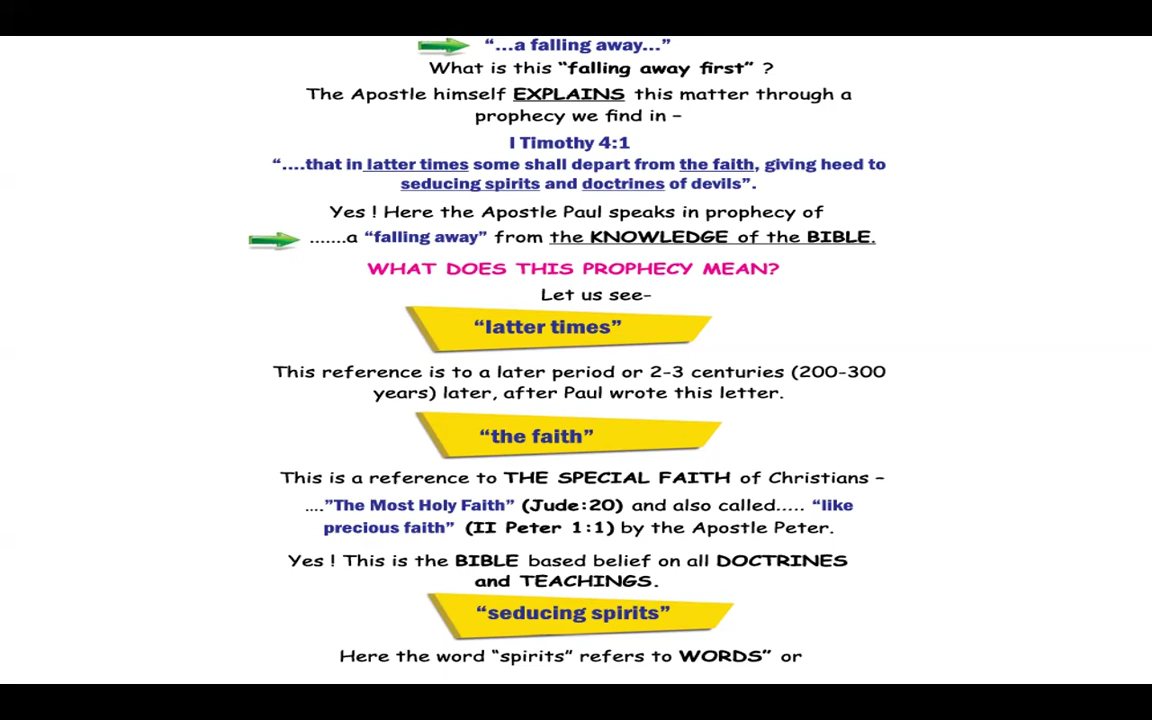 “...a falling away...”
What is this “falling away first” ?
The Apostle himself EXPLAINS this matter through a
prophecy we find in –
I Timothy 4:1
“....that in latter times some shall depart from the faith, giving heed to
seducing spirits and doctrines of devils”.
Yes ! Here the Apostle Paul speaks in prophecy of
.......a “falling away” from the KNOWLEDGE of the BIBLE.
WHAT DOES THIS PROPHECY MEAN?
Let us see-
“latter times”
This reference is to a later period or 2-3 centuries (200-300
years) later, after Paul wrote this letter.
“the faith”
This is a reference to THE SPECIAL FAITH of Christians –
....”The Most Holy Faith” (Jude:20) and also called..... “like
precious faith” (II Peter 1:1) by the Apostle Peter.
Yes ! This is the BIBLE based belief on all DOCTRINES
and TEACHINGS.
“seducing spirits”
Here the word “spirits” refers to WORDS” or